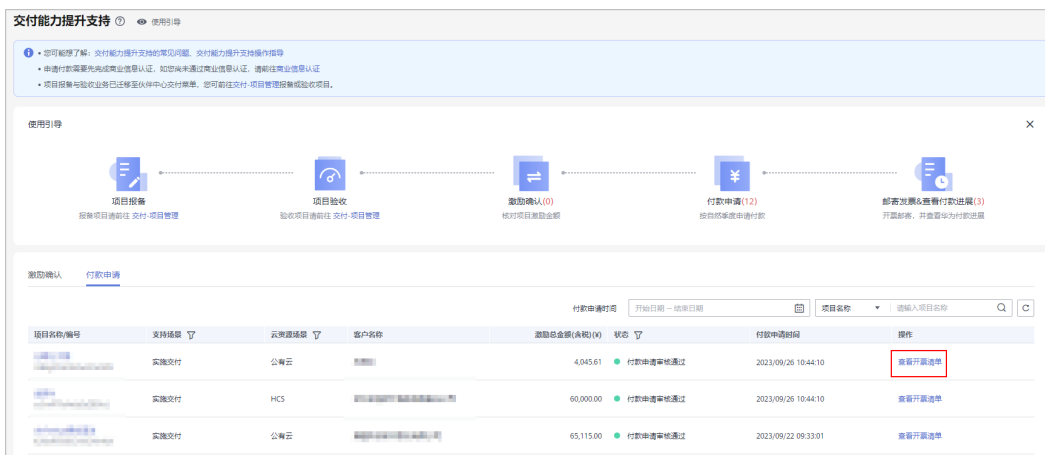 交付能力提升支持 使用引导
• 您可能想了解：交付能力提升支持的常见问题，交付能力提升支持操作指导
• 申请付款需要先完成商业信息认证，如您尚未通过商业信息认证，请前往商业信息认证
• 项目报备与验收业务已迁移至伙伴中心交付菜单，您可前往交付-项目管理报备或验收项目。
使用引导
项目报备 项目验收 激励确认(0) 付款申请(12) 邮寄发票&查看付款进展(3)
报备项目请前往 交付-项目管理 验收项目请前往 交付-项目管理 核对项目激励金额 按自然季度申请付款 开票邮寄，并查看华为付款进展
激励确认 付款申请
付款申请时间 开始日期 – 结束日期 项目名称 请输入项目名称
项目名称/编号 支持场景 云资源场景 客户名称 激励总金额(含税)(¥) 状态 付款申请时间 操作
实施交付 公有云 4,045.61 付款申请审核通过 2023/09/26 10:44:10 查看开票清单
实施交付 HCS 60,000.00 付款申请审核通过 2023/09/26 10:44:10 查看开票清单
实施交付 公有云 65,115.00 付款申请审核通过 2023/09/22 09:33:01 查看开票清单